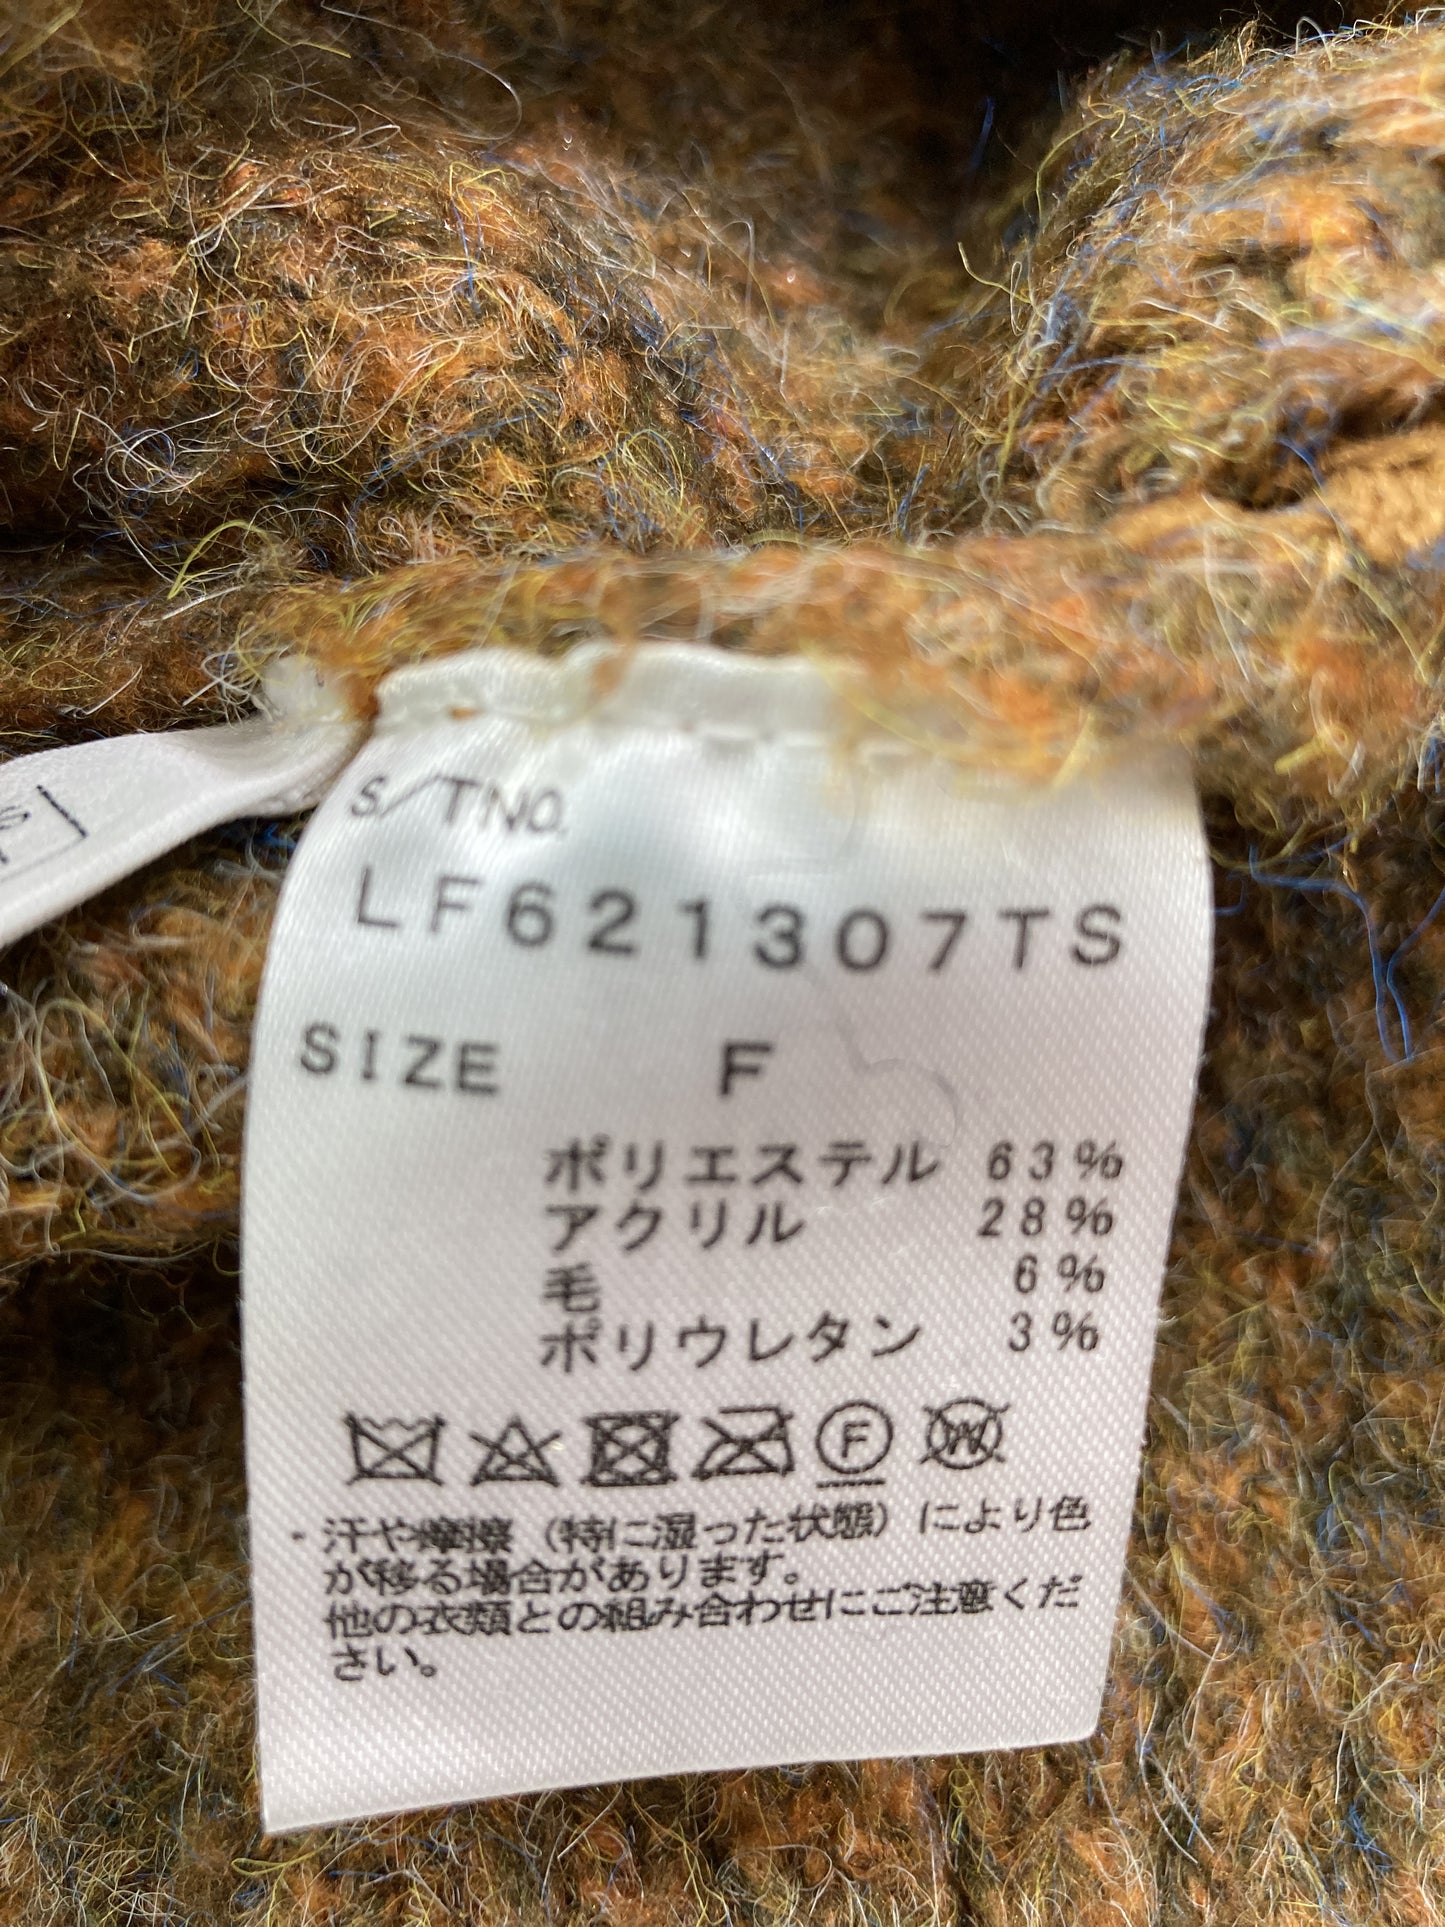 S/TNO.
LF621307TS
SIZE F
ポリエステル 63%
アクリル 28%
毛 6%
ポリウレタン 3%
F W
・汗や摩擦（特に湿った状態）により色
が移る場合があります。
他の衣類との組み合わせにご注意くだ
さい。